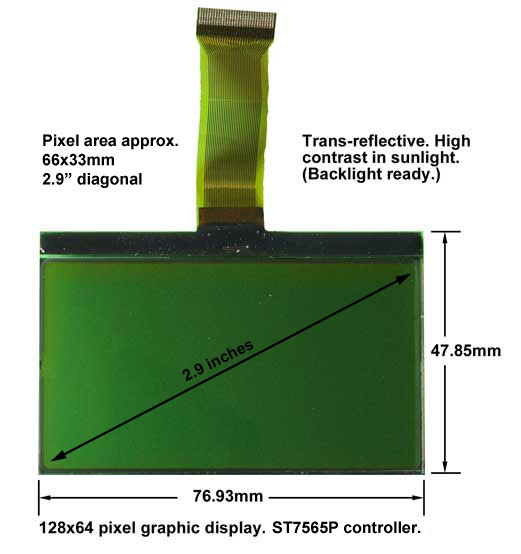 Pixel area approx.
66x33mm
2.9” diagonal
Trans-reflective. High
contrast in sunlight.
(Backlight ready.)
2.9 inches
47.85mm
76.93mm
128x64 pixel graphic display. ST7565P controller.